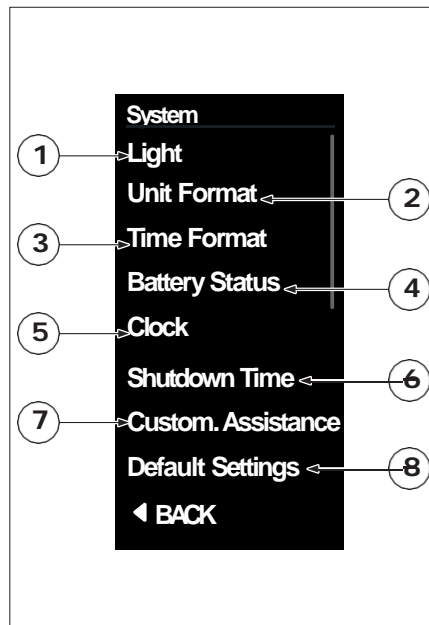 System
1 Light
Unit Format 2
3 Time Format
Battery Status 4
5 Clock
Shutdown Time 6
7 Custom. Assistance
Default Settings 8
BACK